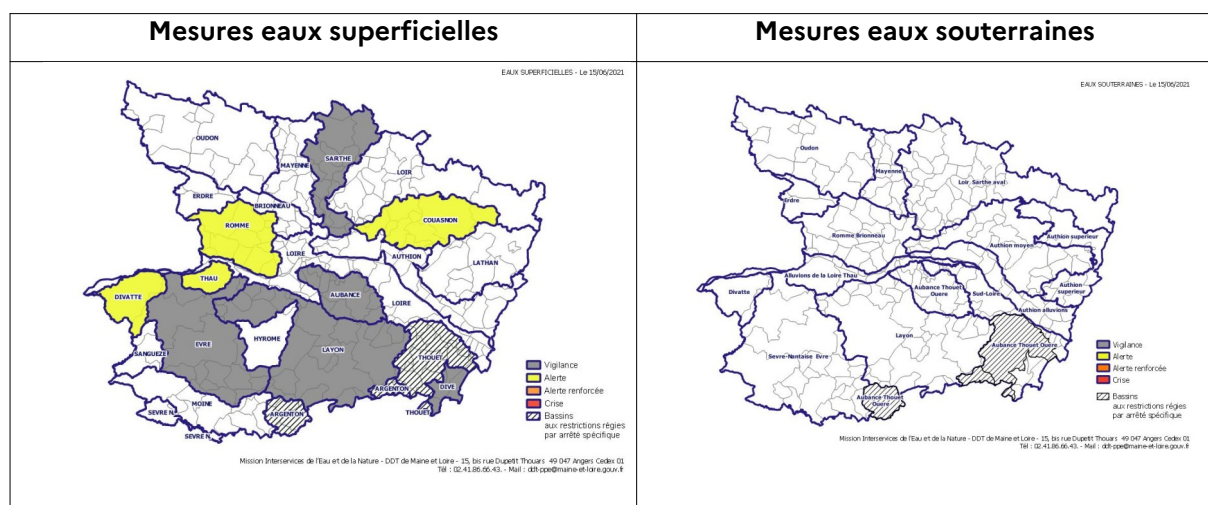 Mesures eaux superficielles
EAUX SUPERFICIELLES - Le 15/06/2021
OUDON
MAYENNE
SARTHE
LOIR
ERDRE
BRIONNEAU
ROMME
COUASNON
LOIRE
AUTHION
LATHAN
THAU
DIVATTE
AUBANCE
LOIRE
EVRE
HYROME
LAYON
SANGUEZE
THOUET
ARGENTON
DIVE
MOINE
SEVRE N.
ARGENTON
THOUET
SEVRE N.
Vigilance
Alerte
Alerte renforcée
Crise
Bassins
aux restrictions régies
par arrêté spécifique
Mission Interservices de l'Eau et de la Nature - DDT de Maine et Loire - 15, bis rue Dupetit Thouars 49 047 Angers Cedex 01
Tél : 02.41.86.66.43. - Mail : ddt-ppe@maine-et-loire.gouv.fr
Mesures eaux souterraines
EAUX SOUTERRAINES - Le 15/06/2021
Oudon
Mayenne
Loir Sarthe aval
Erdre
Romme Brionneau
Authion superieur
Authion moyen
Alluvions de la Loire Thau
Divatte
Aubance Thouet
Ouere
Sud-Loire
Authion
superieur
Authion alluvions
Layon
Sevre-Nantaise Evre
Aubance Thouet Ouere
Aubance Thouet
Ouere
Vigilance
Alerte
Alerte renforcée
Crise
Bassins
aux restrictions régies
par arrêté spécifique
Mission Interservices de l'Eau et de la Nature - DDT de Maine et Loire - 15, bis rue Dupetit Thouars 49 047 Angers Cedex 01
Tél : 02.41.86.66.43. - Mail : ddt-ppe@maine-et-loire.gouv.fr